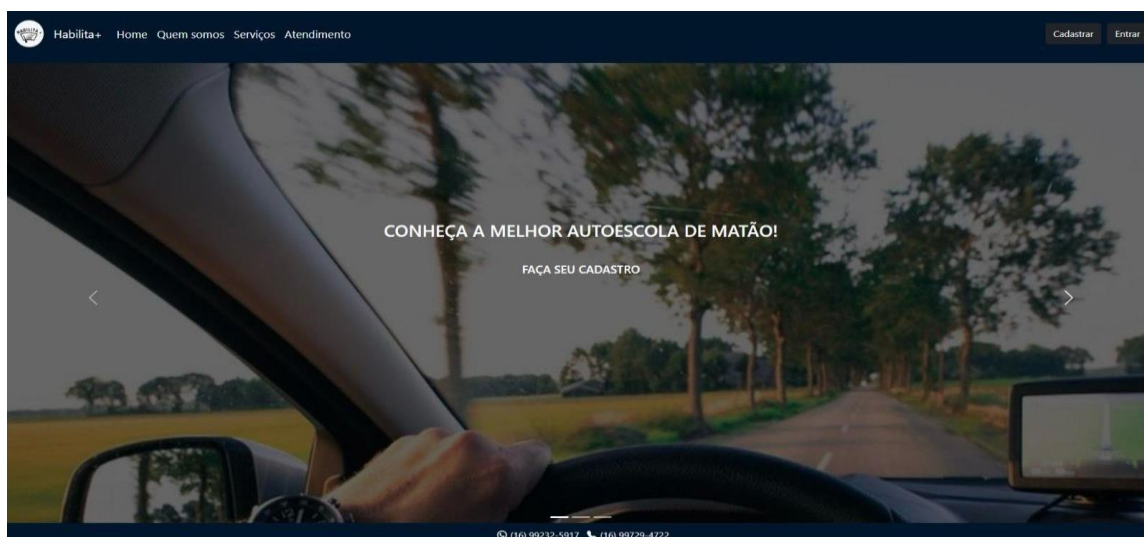 HABILITA+
Habilita+ Home Quem somos Serviços Atendimento Cadastrar Entrar
CONHEÇA A MELHOR AUTOESCOLA DE MATÃO!
FAÇA SEU CADASTRO
(16) 99232-5917 (16) 99729-4722